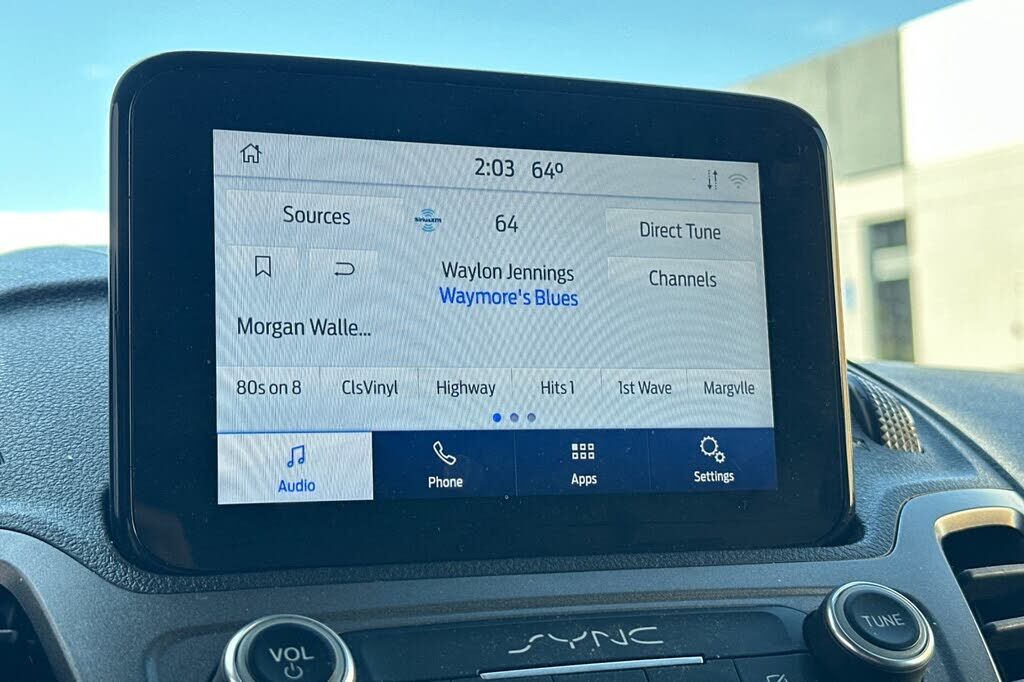 2:03 64º
Sources
SiriusXM
64
Direct Tune
Waylon Jennings
Channels
Waymore's Blues
Morgan Walle...
80s on 8 ClsVinyl Highway Hits 1 1st Wave Margvlle
Audio Phone Apps Settings
VOL
SYNC
TUNE